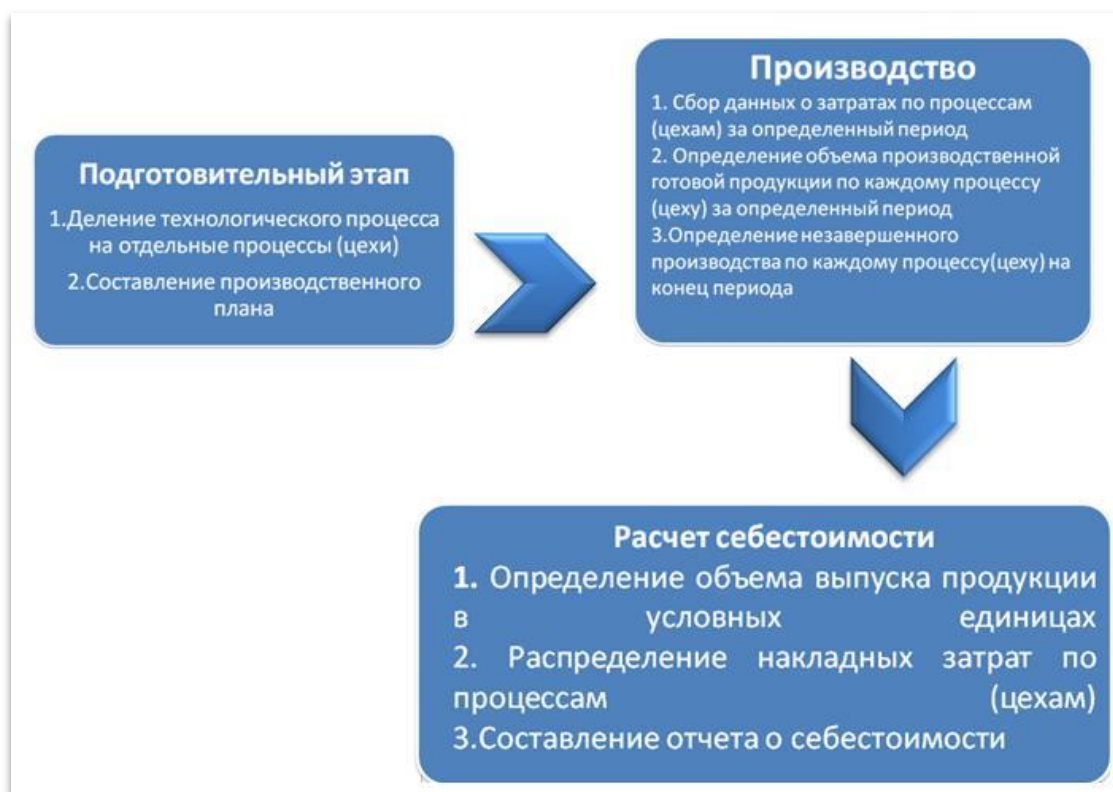 Подготовительный этап
1.Деление технологического процесса
на отдельные процессы (цехи)
2.Составление производственного
плана
Производство
1. Сбор данных о затратах по процессам
(цехам) за определенный период
2. Определение объема производственной
готовой продукции по каждому процессу
(цеху) за определенный период
3.Определение незавершенного
производства по каждому процессу(цеху) на
конец периода
Расчет себестоимости
1. Определение объема выпуска продукции
в условных единицах
2. Распределение накладных затрат по
процессам (цехам)
3.Составление отчета о себестоимости